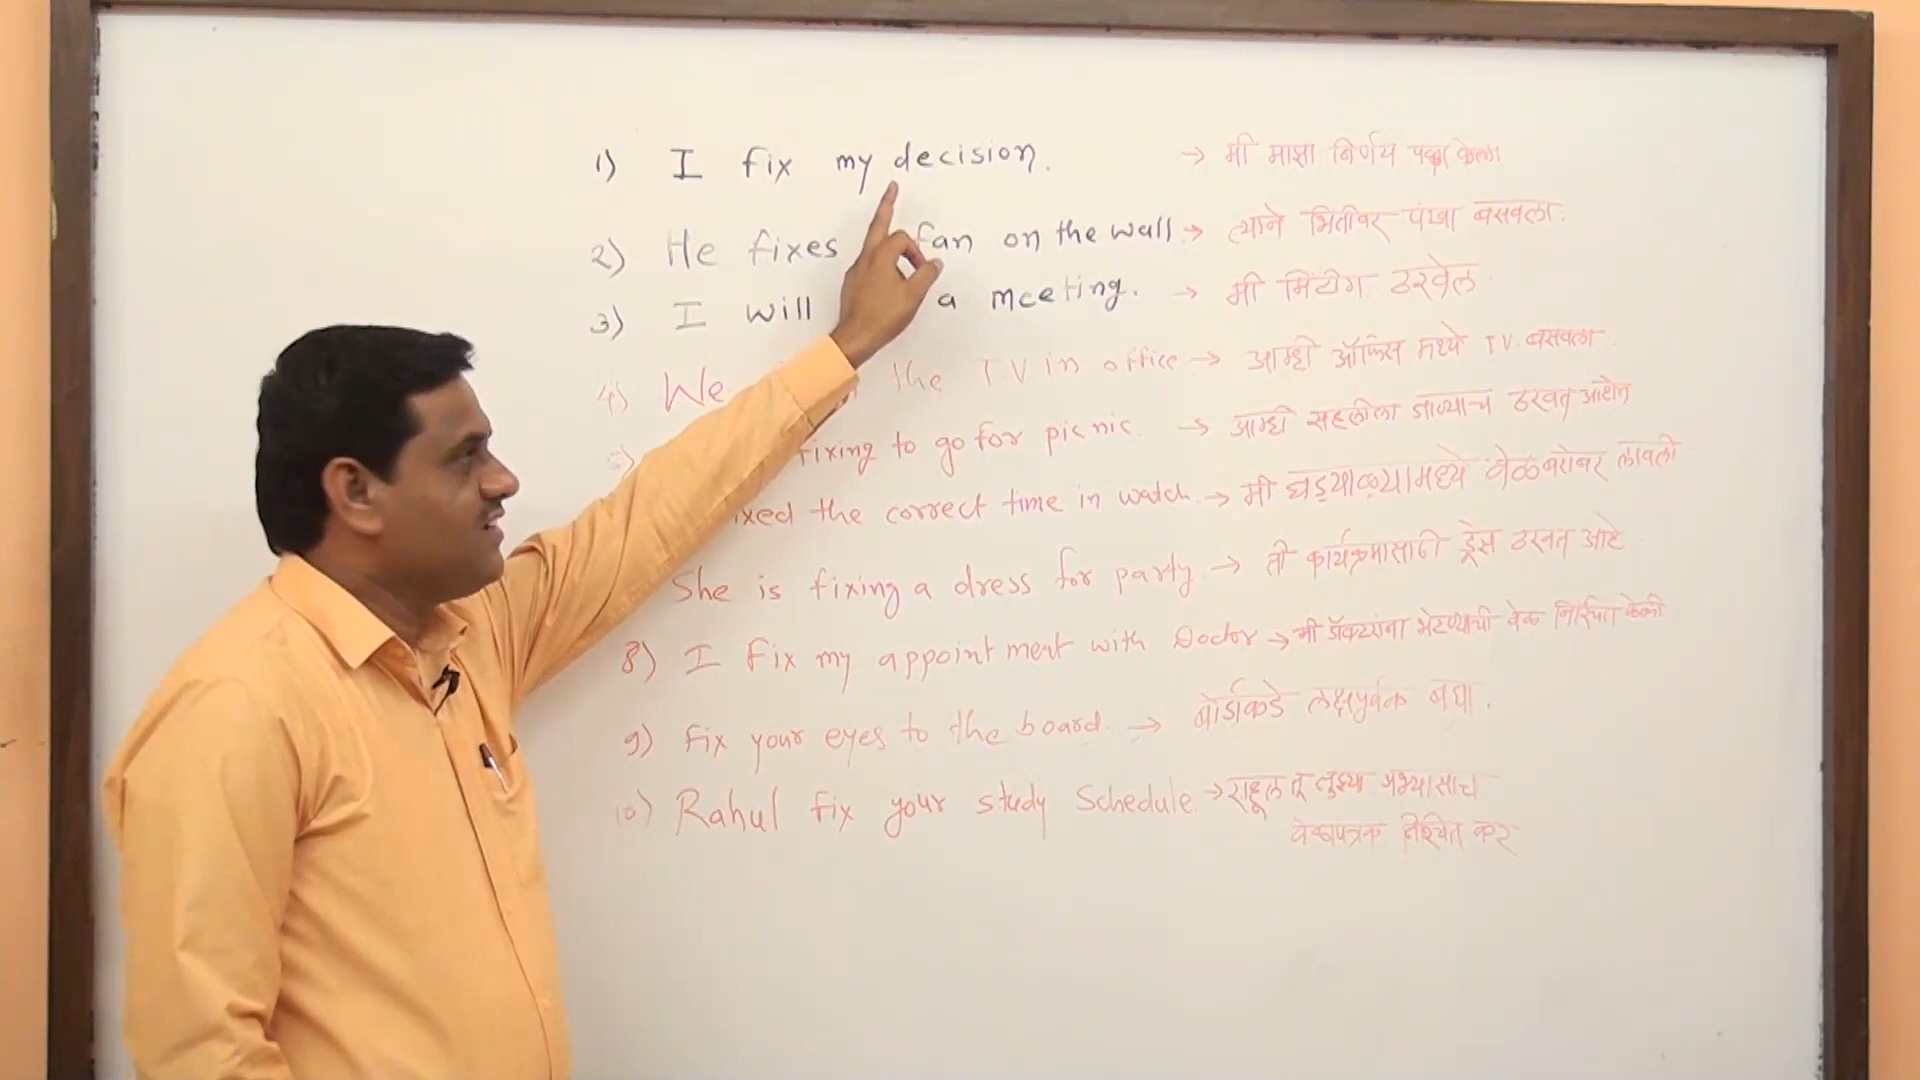 1) I fix my decision. → मी माझा निर्णय पक्का केला
2) He fixes fan on the wall → त्याने भिंतीवर पंखा बसवला.
3) I will a meeting. → मी मिटींग ठरवेल.
4) We the TV in office → आम्ही ऑफिस मध्ये TV. बसवला.
5) fixing to go for picnic. → आम्ही सहलीला जाण्याच ठरवत आहोत
ixed the correct time in watch. → मी घड्याळ्यामध्ये वेळ बरोबर लावली
She is fixing a dress for party. → ती कार्यक्रमासाठी ड्रेस ठरवत आहे.
8) I fix my appointment with Doctor → मी डॉक्टरांना भेटण्याची वेळ निश्चित केली
9) fix your eyes to the board. → बोर्डाकडे लक्षपूर्वक बघा.
10) Rahul fix your study Schedule. → राहूल तू तुझ्या अभ्यासाच
वेळापत्रक निश्चित कर